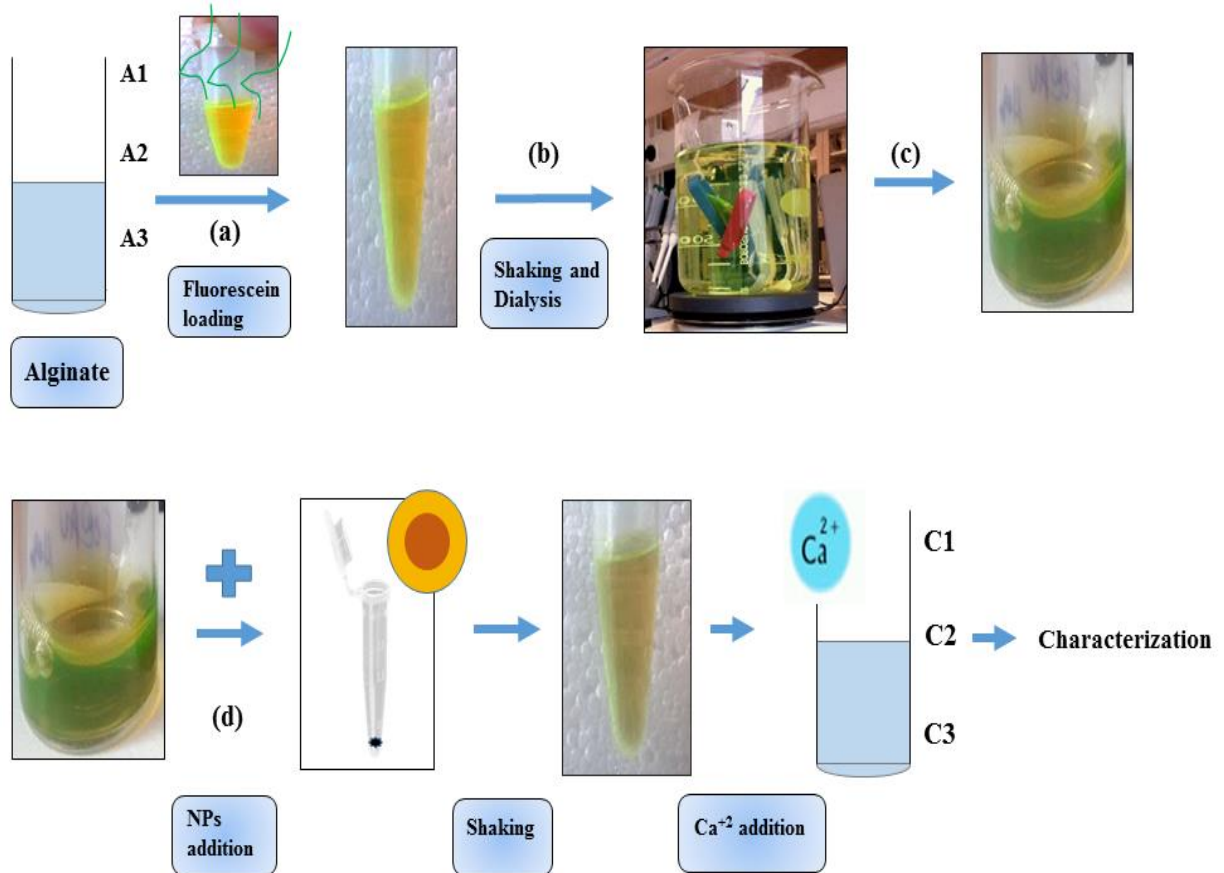 A1
A2
A3
(a)
Fluorescein
loading
Alginate
(b)
Shaking and
Dialysis
(c)
(d)
NPs
addition
Shaking
Ca²⁺
Ca⁺² addition
C1
C2
C3
Characterization